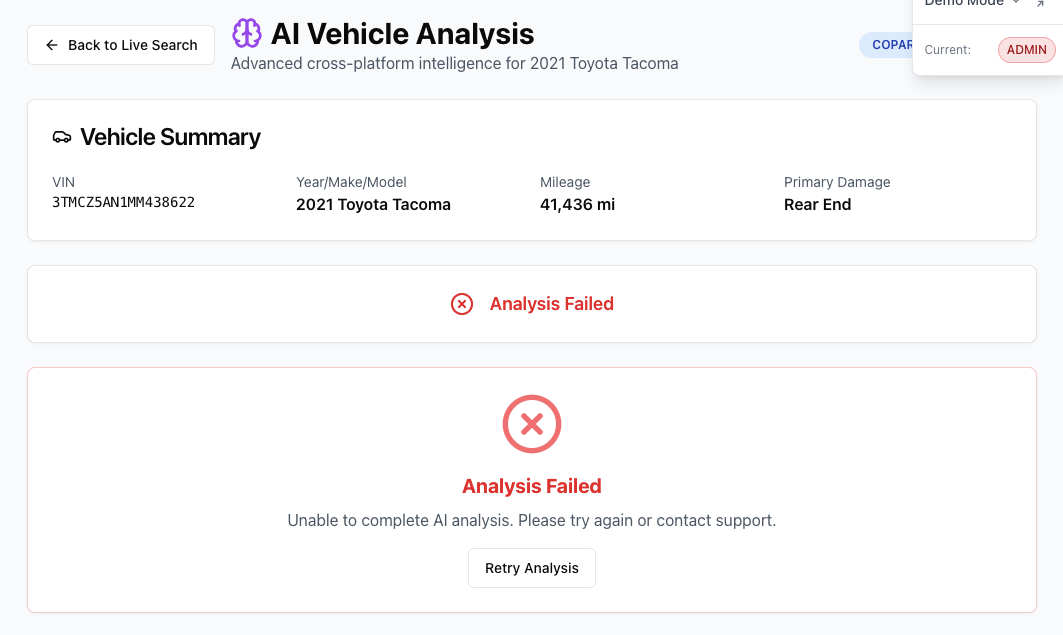 Demo Mode
Back to Live Search
AI Vehicle Analysis
Advanced cross-platform intelligence for 2021 Toyota Tacoma
COPAR
Current:
ADMIN
Vehicle Summary
VIN
3TMCZ5AN1MM438622
Year/Make/Model
2021 Toyota Tacoma
Mileage
41,436 mi
Primary Damage
Rear End
Analysis Failed
Analysis Failed
Unable to complete AI analysis. Please try again or contact support.
Retry Analysis